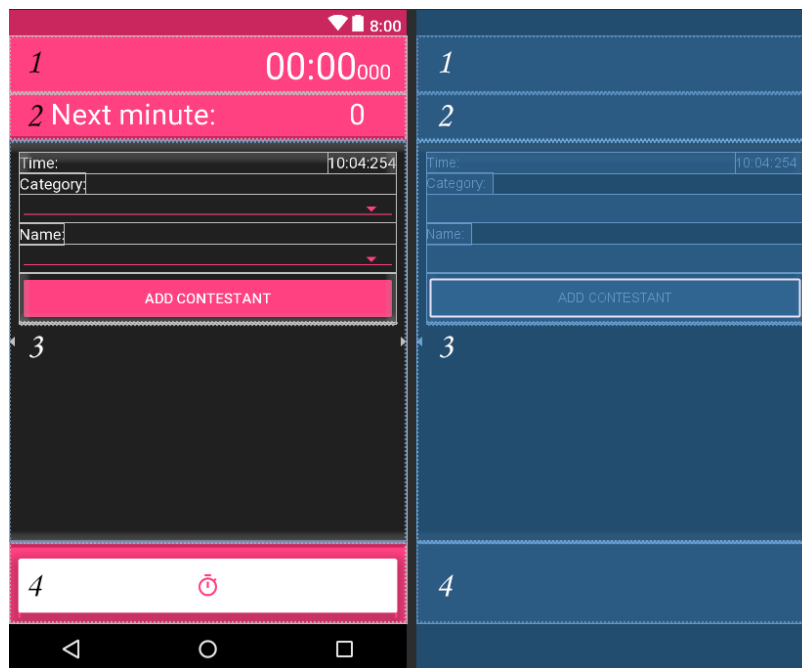 8:00
1 00:00000
2 Next minute: 0
Time: 10:04:254
Category:
Name:
ADD CONTESTANT
3
4
1
2
Time: 10:04:254
Category:
Name:
ADD CONTESTANT
3
4